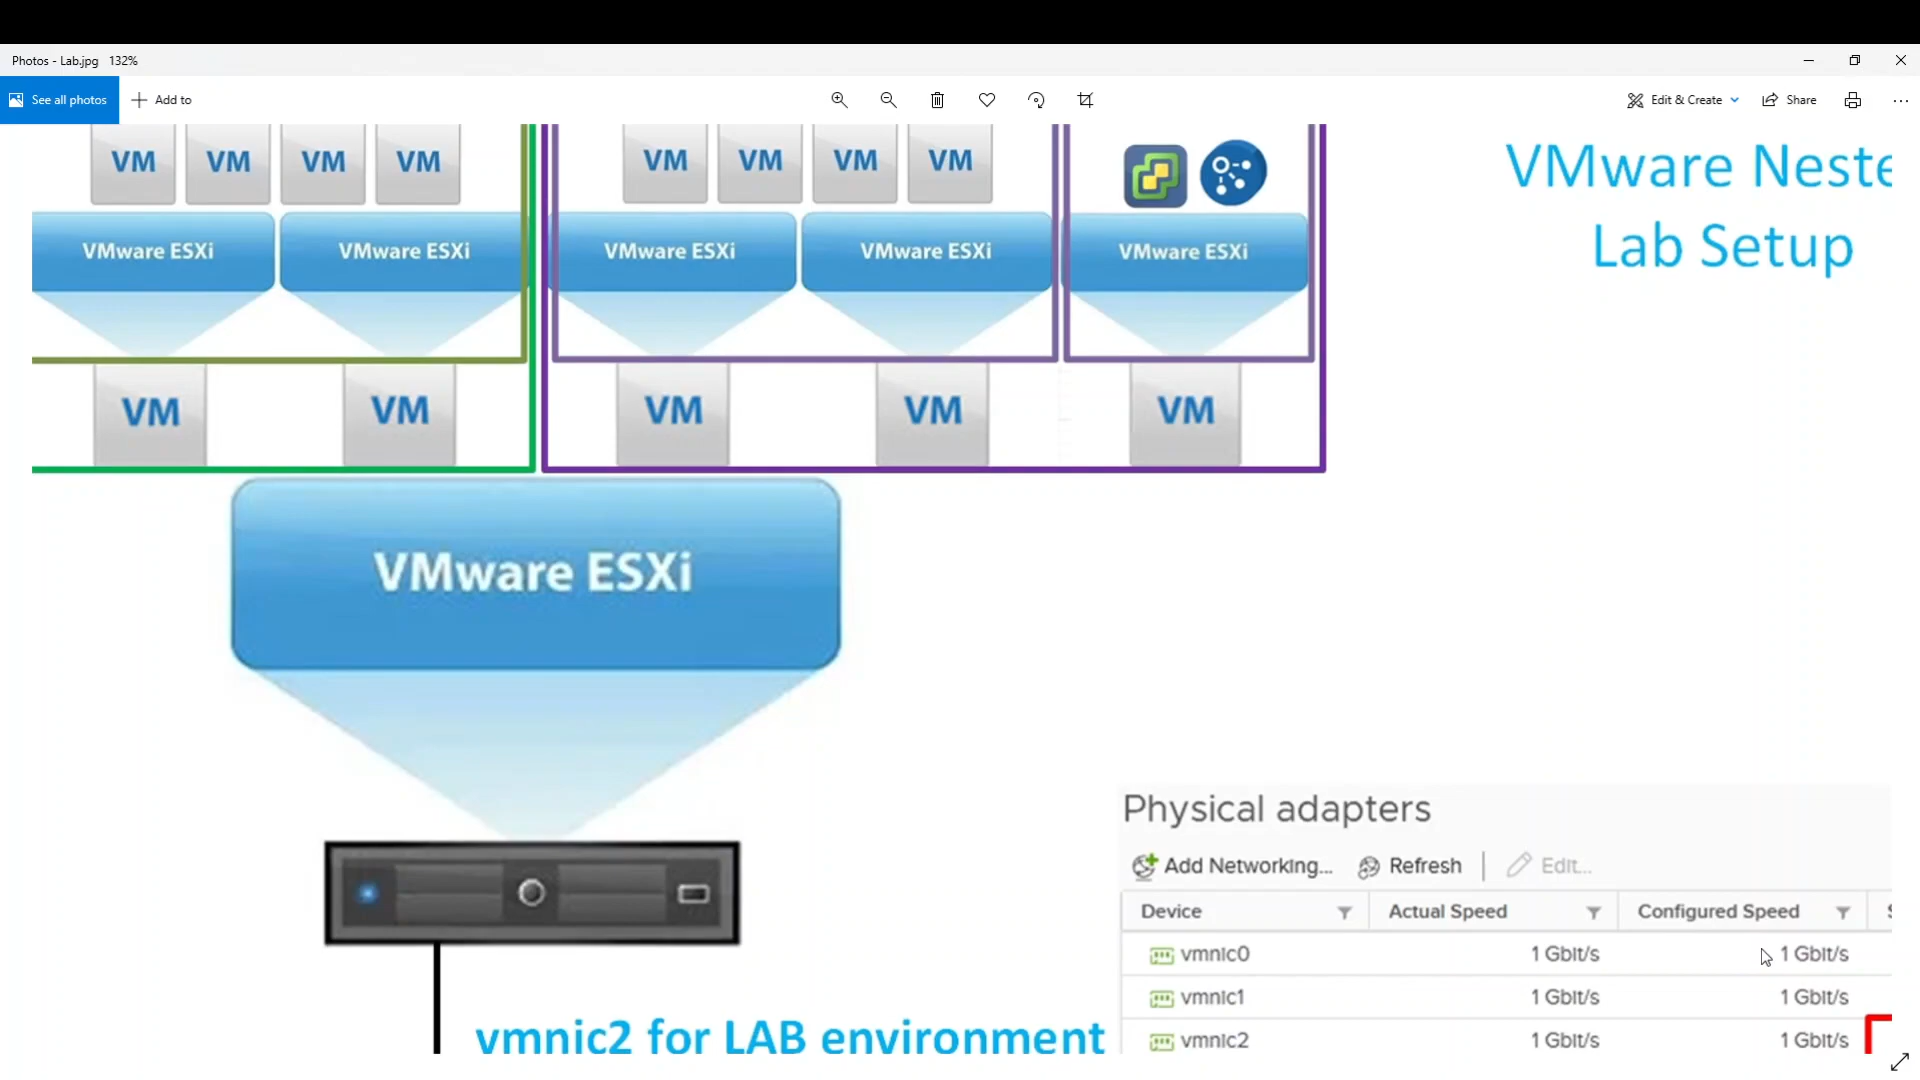 Photos - Lab.jpg 132%
See all photos
Add to
Edit & Create
Share
VM VM VM VM VM VM VM VM
VMware Neste
Lab Setup
VMware ESXi VMware ESXi VMware ESXi VMware ESXi VMware ESXi
VM VM VM VM VM
VMware ESXi
Physical adapters
Add Networking... Refresh Edit...
Device Actual Speed Configured Speed
vmnic0 1 Gbit/s 1 Gbit/s
vmnic1 1 Gbit/s 1 Gbit/s
vmnic2 1 Gbit/s 1 Gbit/s
vmnic2 for LAB environment